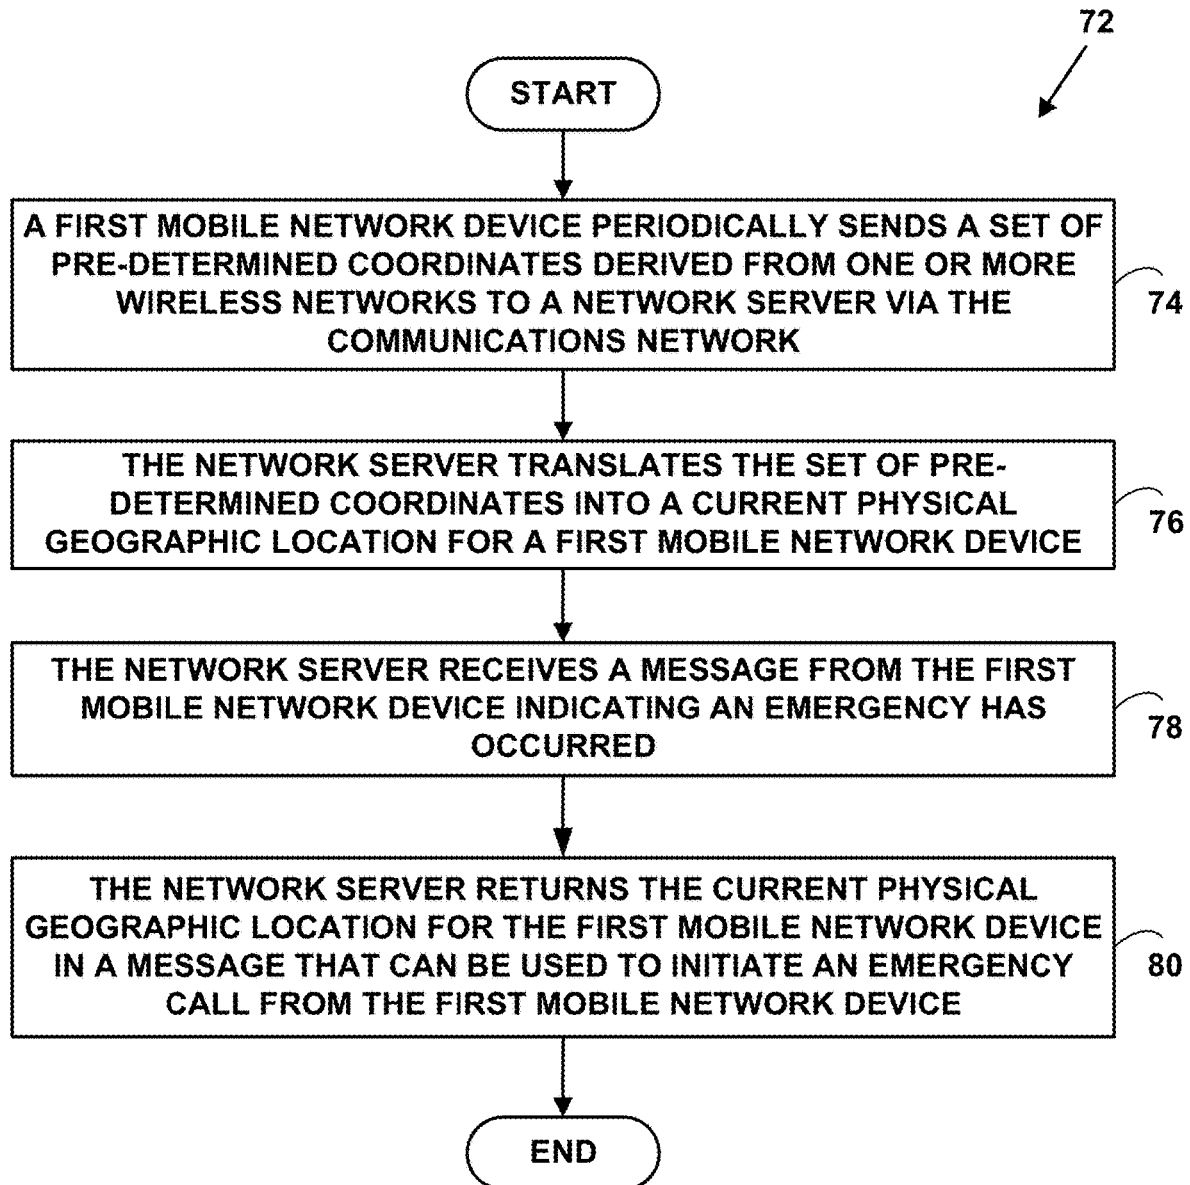 72
START
A FIRST MOBILE NETWORK DEVICE PERIODICALLY SENDS A SET OF
PRE-DETERMINED COORDINATES DERIVED FROM ONE OR MORE
WIRELESS NETWORKS TO A NETWORK SERVER VIA THE
COMMUNICATIONS NETWORK
74
THE NETWORK SERVER TRANSLATES THE SET OF PRE-
DETERMINED COORDINATES INTO A CURRENT PHYSICAL
GEOGRAPHIC LOCATION FOR A FIRST MOBILE NETWORK DEVICE
76
THE NETWORK SERVER RECEIVES A MESSAGE FROM THE FIRST
MOBILE NETWORK DEVICE INDICATING AN EMERGENCY HAS
OCCURRED
78
THE NETWORK SERVER RETURNS THE CURRENT PHYSICAL
GEOGRAPHIC LOCATION FOR THE FIRST MOBILE NETWORK DEVICE
IN A MESSAGE THAT CAN BE USED TO INITIATE AN EMERGENCY
CALL FROM THE FIRST MOBILE NETWORK DEVICE
80
END